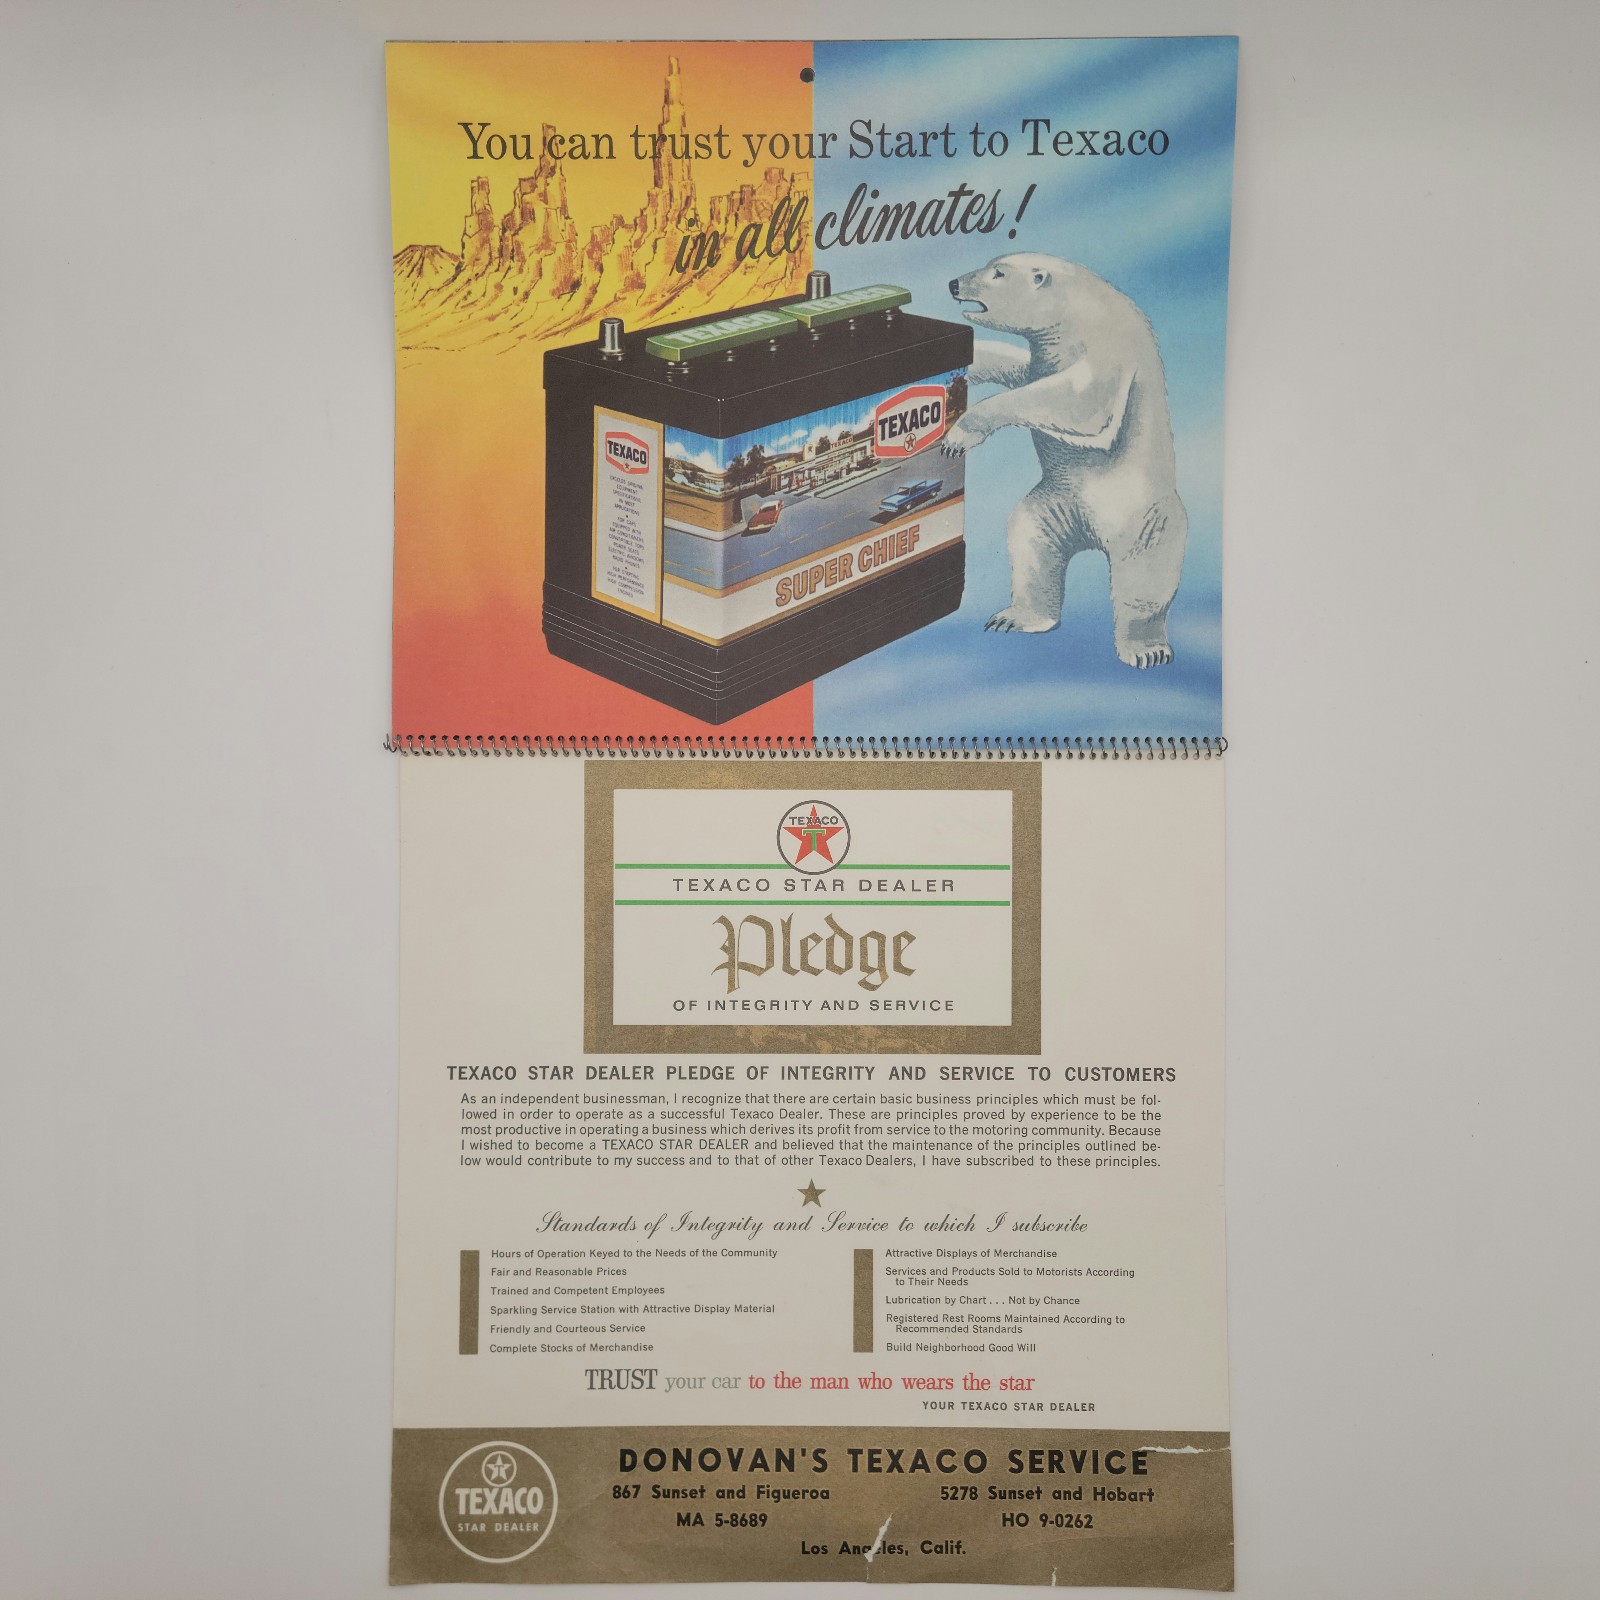 You can trust your Start to Texaco
in all climates!
TEXACO TEXACO
TEXACO
TEXACO
TEXACO
SUPER CHIEF
TEXACO
T
TEXACO STAR DEALER
Pledge
OF INTEGRITY AND SERVICE
TEXACO STAR DEALER PLEDGE OF INTEGRITY AND SERVICE TO CUSTOMERS
As an independent businessman, I recognize that there are certain basic business principles which must be fol-
lowed in order to operate as a successful Texaco Dealer. These are principles proved by experience to be the
most productive in operating a business which derives its profit from service to the motoring community. Because
I wished to become a TEXACO STAR DEALER and believed that the maintenance of the principles outlined be-
low would contribute to my success and to that of other Texaco Dealers, I have subscribed to these principles.
Standards of Integrity and Service to which I subscribe
Hours of Operation Keyed to the Needs of the Community
Fair and Reasonable Prices
Trained and Competent Employees
Sparkling Service Station with Attractive Display Material
Friendly and Courteous Service
Complete Stocks of Merchandise
Attractive Displays of Merchandise
Services and Products Sold to Motorists According
to Their Needs
Lubrication by Chart . . . Not by Chance
Registered Rest Rooms Maintained According to
Recommended Standards
Build Neighborhood Good Will
TRUST your car to the man who wears the star
YOUR TEXACO STAR DEALER
T
TEXACO
STAR DEALER
DONOVAN'S TEXACO SERVICE
867 Sunset and Figueroa 5278 Sunset and Hobart
MA 5-8689 HO 9-0262
Los Angeles, Calif.